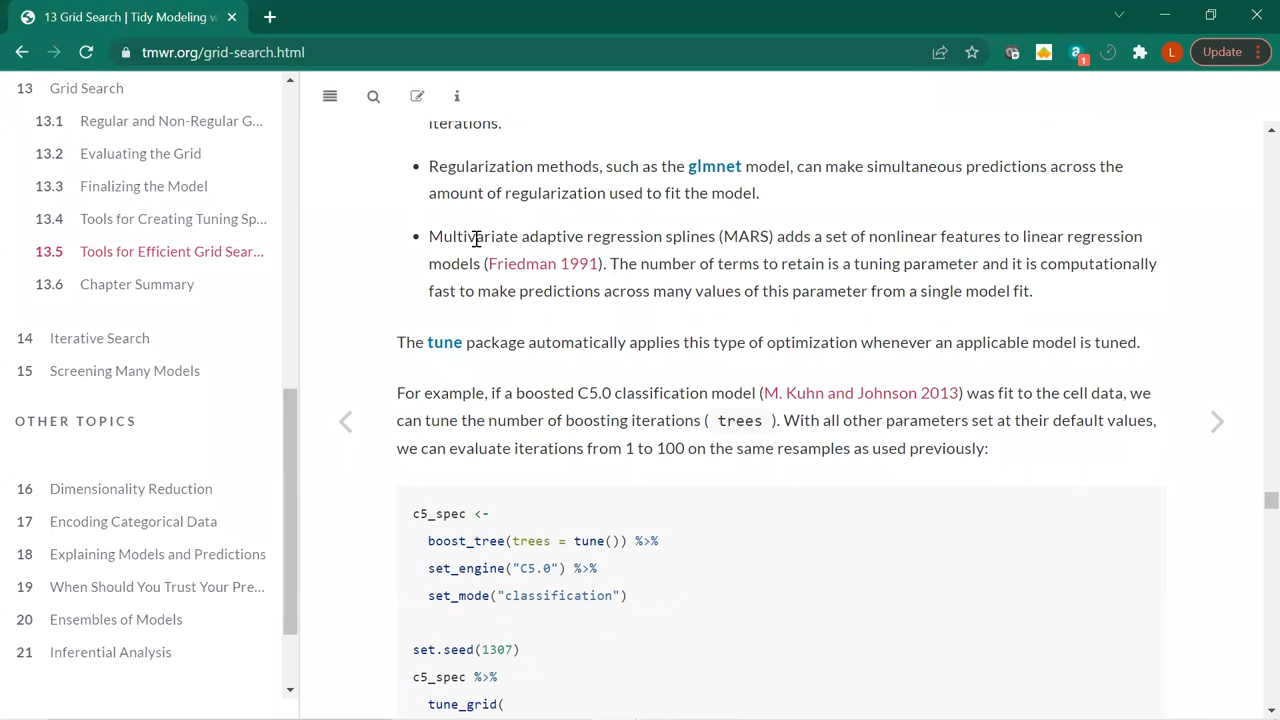 13 Grid Search | Tidy Modeling w
tmwr.org/grid-search.html
1
L
Update
13 Grid Search
13.1 Regular and Non-Regular G...
13.2 Evaluating the Grid
13.3 Finalizing the Model
13.4 Tools for Creating Tuning Sp...
13.5 Tools for Efficient Grid Sear...
13.6 Chapter Summary
14 Iterative Search
15 Screening Many Models
OTHER TOPICS
16 Dimensionality Reduction
17 Encoding Categorical Data
18 Explaining Models and Predictions
19 When Should You Trust Your Pre...
20 Ensembles of Models
21 Inferential Analysis
iterations.
• Regularization methods, such as the glmnet model, can make simultaneous predictions across the
amount of regularization used to fit the model.
• Multivariate adaptive regression splines (MARS) adds a set of nonlinear features to linear regression
models (Friedman 1991). The number of terms to retain is a tuning parameter and it is computationally
fast to make predictions across many values of this parameter from a single model fit.
The tune package automatically applies this type of optimization whenever an applicable model is tuned.
For example, if a boosted C5.0 classification model (M. Kuhn and Johnson 2013) was fit to the cell data, we
can tune the number of boosting iterations ( trees ). With all other parameters set at their default values,
we can evaluate iterations from 1 to 100 on the same resamples as used previously:
c5_spec <-
boost_tree(trees = tune()) %>%
set_engine("C5.0") %>%
set_mode("classification")
set.seed(1307)
c5_spec %>%
tune_grid(